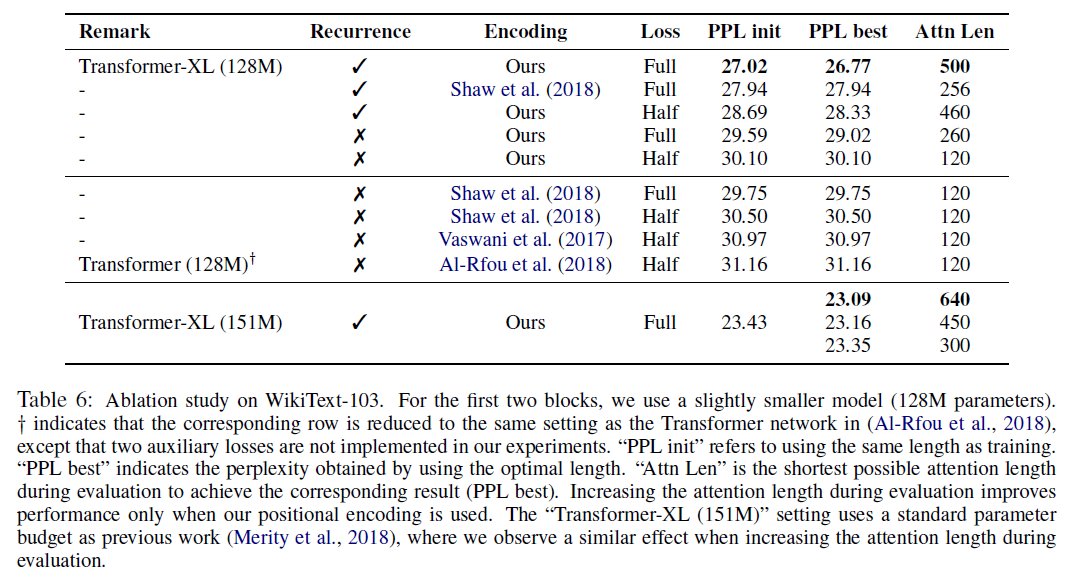 Remark Recurrence Encoding Loss PPL init PPL best Attn Len
Transformer-XL (128M) ✓ Ours Full 27.02 26.77 500
- ✓ Shaw et al. (2018) Full 27.94 27.94 256
- ✓ Ours Half 28.69 28.33 460
- ✗ Ours Full 29.59 29.02 260
- ✗ Ours Half 30.10 30.10 120
- ✗ Shaw et al. (2018) Full 29.75 29.75 120
- ✗ Shaw et al. (2018) Half 30.50 30.50 120
- ✗ Vaswani et al. (2017) Half 30.97 30.97 120
Transformer (128M)† ✗ Al-Rfou et al. (2018) Half 31.16 31.16 120
23.09 640
Transformer-XL (151M) ✓ Ours Full 23.43 23.16 450
23.35 300
Table 6: Ablation study on WikiText-103. For the first two blocks, we use a slightly smaller model (128M parameters).
† indicates that the corresponding row is reduced to the same setting as the Transformer network in (Al-Rfou et al., 2018),
except that two auxiliary losses are not implemented in our experiments. “PPL init” refers to using the same length as training.
“PPL best” indicates the perplexity obtained by using the optimal length. “Attn Len” is the shortest possible attention length
during evaluation to achieve the corresponding result (PPL best). Increasing the attention length during evaluation improves
performance only when our positional encoding is used. The “Transformer-XL (151M)” setting uses a standard parameter
budget as previous work (Merity et al., 2018), where we observe a similar effect when increasing the attention length during
evaluation.